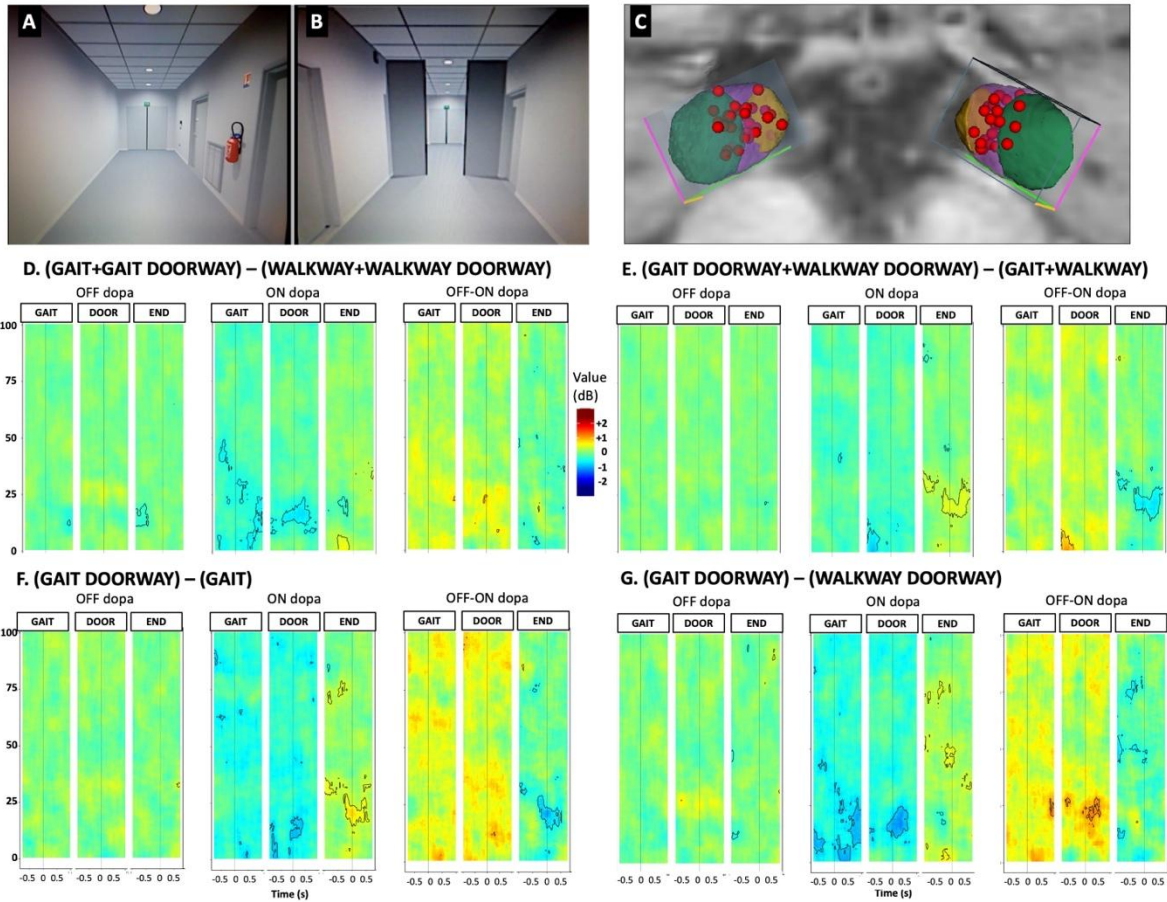 A
B
C
D. (GAIT+GAIT DOORWAY) – (WALKWAY+WALKWAY DOORWAY)
OFF dopa
ON dopa
OFF-ON dopa
GAIT DOOR END
GAIT DOOR END
GAIT DOOR END
100
75
50
25
0
Value
(dB)
+2
+1
0
-1
-2
E. (GAIT DOORWAY+WALKWAY DOORWAY) – (GAIT+WALKWAY)
OFF dopa
ON dopa
OFF-ON dopa
GAIT DOOR END
GAIT DOOR END
GAIT DOOR END
F. (GAIT DOORWAY) – (GAIT)
OFF dopa
ON dopa
OFF-ON dopa
GAIT DOOR END
GAIT DOOR END
GAIT DOOR END
100
75
50
25
0
-0.5 0 0.5 -0.5 0 0.5 -0.5 0 0.5
-0.5 0 0.5 -0.5 0 0.5 -0.5 0 0.5
-0.5 0 0.5 -0.5 0 0.5 -0.5 0 0.5
Time (s)
G. (GAIT DOORWAY) – (WALKWAY DOORWAY)
OFF dopa
ON dopa
OFF-ON dopa
GAIT DOOR END
GAIT DOOR END
GAIT DOOR END
-0.5 0 0.5 -0.5 0 0.5 -0.5 0 0.5
-0.5 0 0.5 -0.5 0 0.5 -0.5 0 0.5
-0.5 0 0.5 -0.5 0 0.5 -0.5 0 0.5
Time (s)